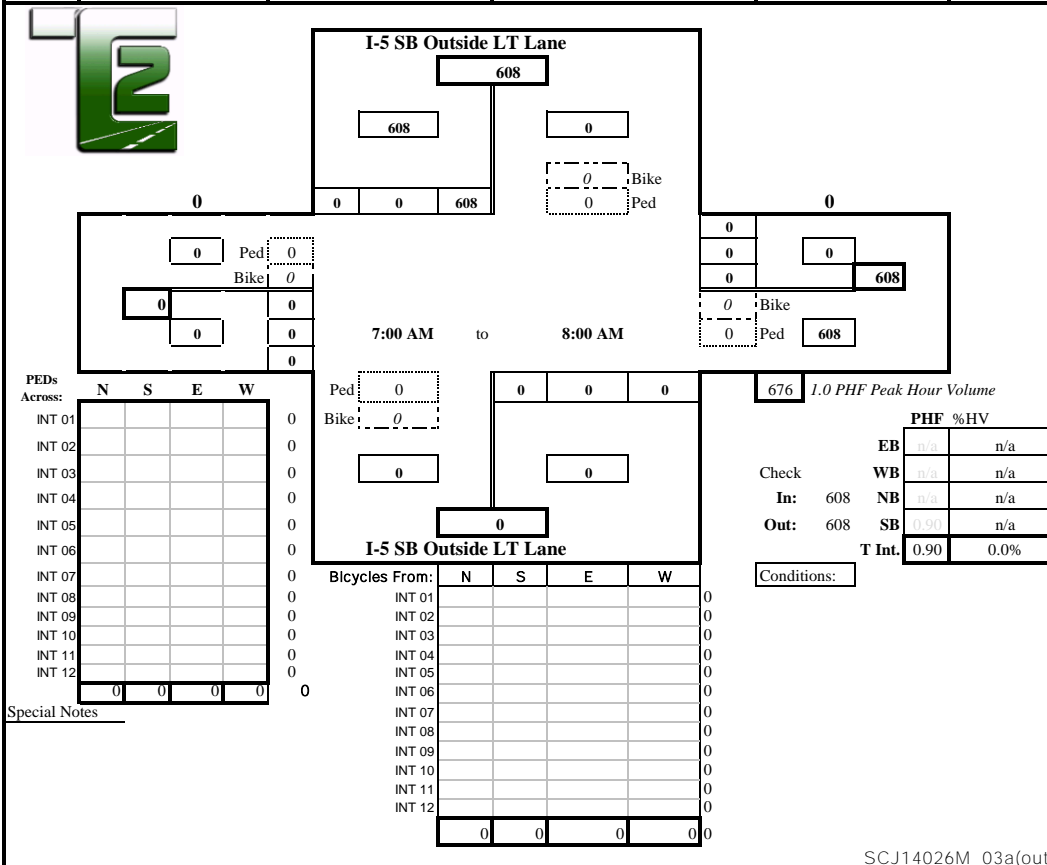 T2
I-5 SB Outside LT Lane
608
608 0
0 Bike
0 0 0 608 0 Ped 0
0
0 Ped 0 0 0
Bike 0 0 608
0 0 0 Bike
0 0 7:00 AM to 8:00 AM 0 Ped 608
0
PEDs
Across: N S E W
Ped 0 0 0 0 676 1.0 PHF Peak Hour Volume
INT 01 0 Bike 0 PHF %HV
INT 02 0 EB n/a n/a
INT 03 0 0 0 Check WB n/a n/a
INT 04 0 In: 608 NB n/a n/a
INT 05 0 0 Out: 608 SB 0.90 n/a
INT 06 0 I-5 SB Outside LT Lane T Int. 0.90 0.0%
INT 07 0 Bicycles From: N S E W Conditions:
INT 08 0 INT 01 0
INT 09 0 INT 02 0
INT 10 0 INT 03 0
INT 11 0 INT 04 0
INT 12 0 INT 05 0
0 0 0 0 0 INT 06 0
Special Notes INT 07 0
INT 08 0
INT 09 0
INT 10 0
INT 11 0
INT 12 0
0 0 0 0 0
SCJ14026M_03a(out